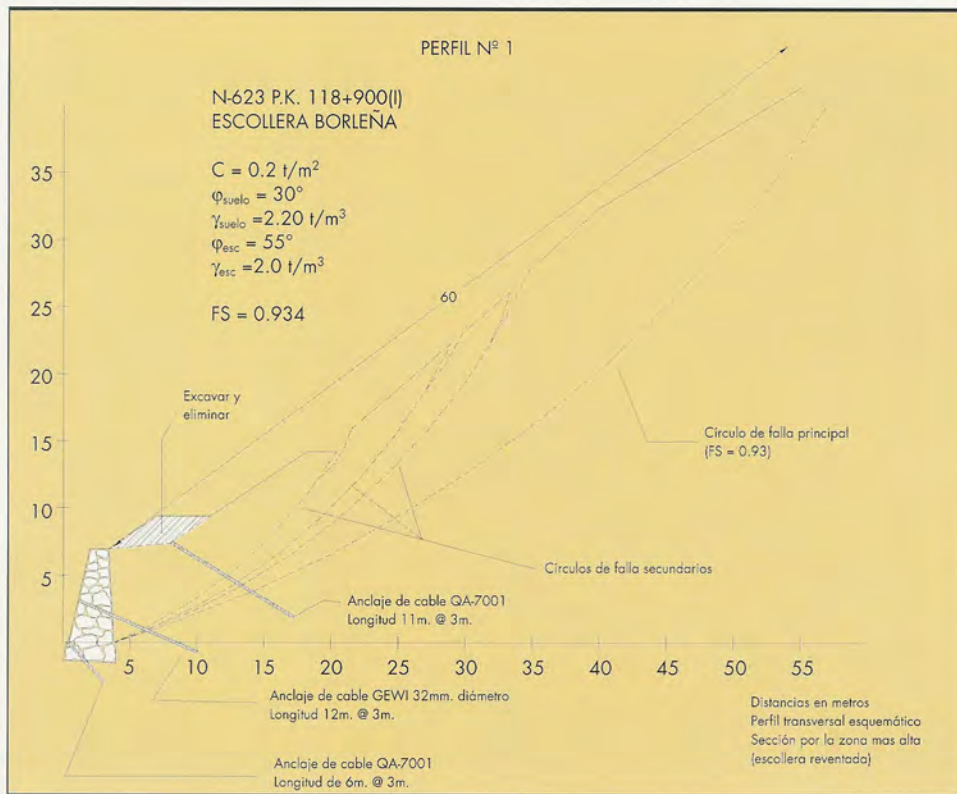 PERFIL Nº 1
N-623 P.K. 118+900(I)
ESCOLLERA BORLEÑA
C = 0.2 t/m²
φsuelo = 30°
γsuelo =2.20 t/m³
φesc = 55°
γesc =2.0 t/m³
FS = 0.934
35
30
25
20
15
10
5
60
Excavar y
eliminar
Círculo de falla principal
(FS = 0.93)
Círculos de falla secundarios
Anclaje de cable QA-7001
Longitud 11m. @ 3m.
5 10 15 20 25 30 35 40 45 50 55
Anclaje de cable GEWI 32mm. diámetro
Longitud 12m. @ 3m.
Anclaje de cable QA-7001
Longitud de 6m. @ 3m.
Distancias en metros
Perfil transversal esquemático
Sección por la zona mas alta
(escollera reventada)